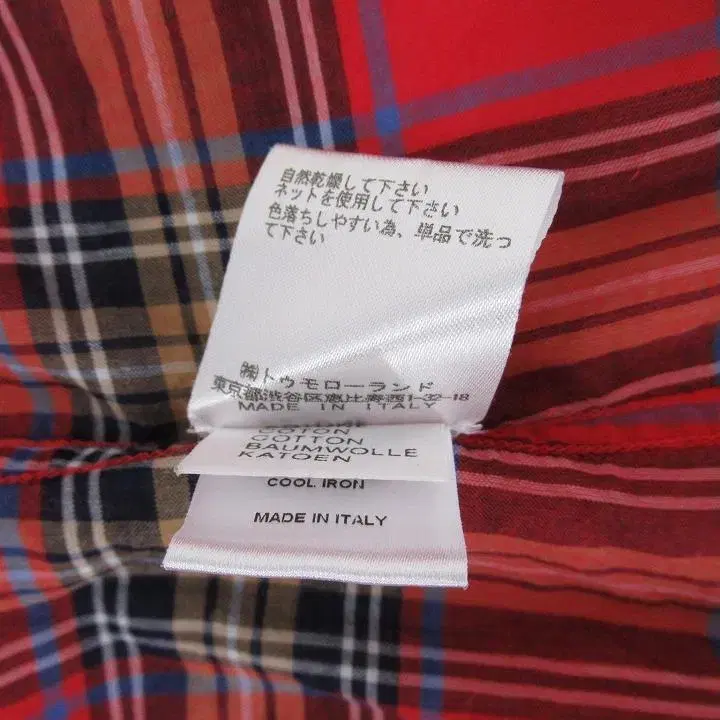 自然乾燥して下さい
ネットを使用して下さい
色落ちしやすい為、単品で洗っ
て下さい
㈱トゥモローランド
東京都渋谷区恵比寿西1-32-18
MADE IN ITALY
COTON
COTTON
BAUMWOLLE
KATOEN
COOL IRON
MADE IN ITALY